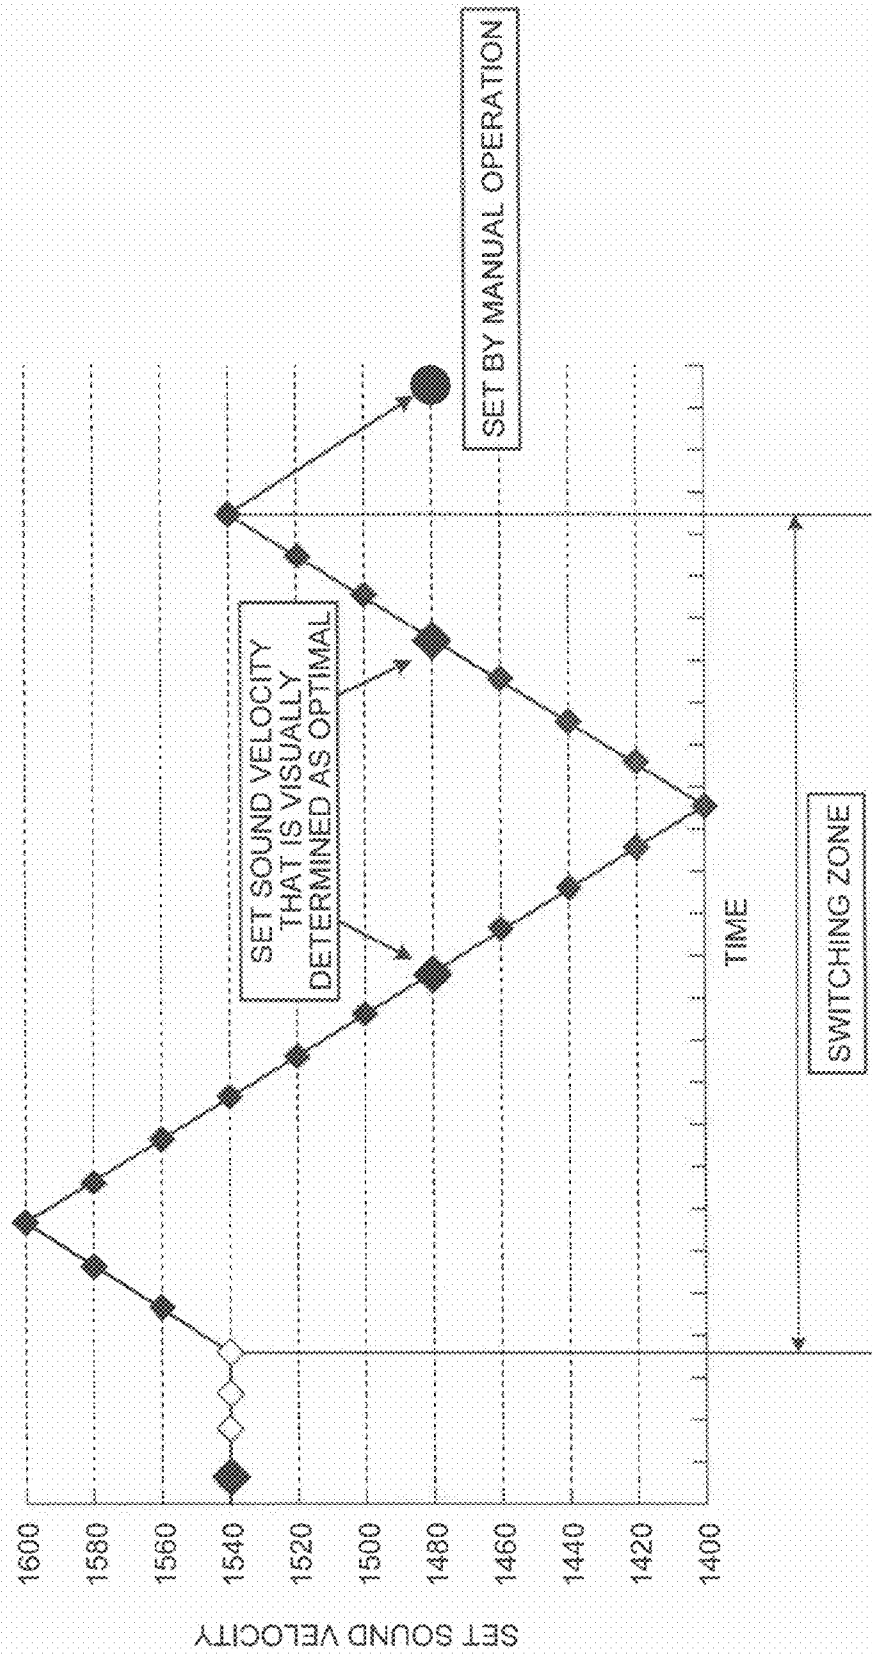 SET SOUND VELOCITY
1600
1580
1560
1540
1520
1500
1480
1460
1440
1420
1400
SET SOUND VELOCITY
THAT IS VISUALLY
DETERMINED AS OPTIMAL
SET BY MANUAL OPERATION
TIME
SWITCHING ZONE